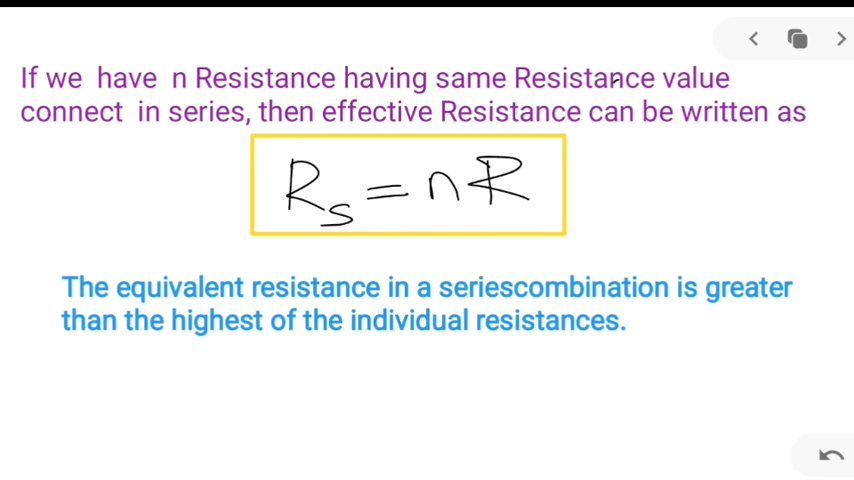 If we have n Resistance having same Resistance value
connect in series, then effective Resistance can be written as
Rs = nR
The equivalent resistance in a seriescombination is greater
than the highest of the individual resistances.